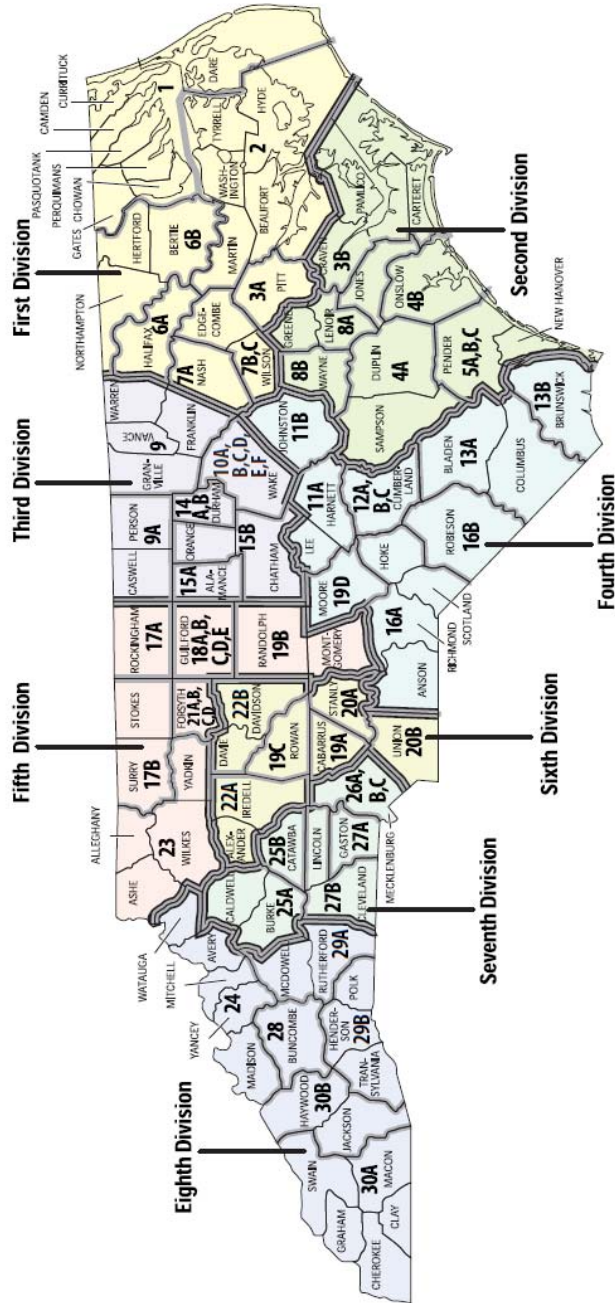 First Division
Third Division
Fifth Division
Eighth Division
Second Division
Fourth Division
Sixth Division
Seventh Division
CURRITUCK
CAMDEN
PASQUOTANK
PERQUIMANS
CHOWAN
GATES
NORTHAMPTON
HERTFORD
1
BERTIE
6B
HALIFAX
6A
MARTIN
WASH-
INGTON
TYRRELL
DARE
HYDE
2
BEAUFORT
EDGE-
COMBE
7A
NASH
7B,C
WILSON
3A
PITT
WARREN
VANCE
9
FRANKLIN
GRAN-
VILLE
PERSON
9A
CASWELL
10A,
B,C,D,
E,F
WAKE
14
A,B
DURHAM
ORANGE
15B
CHATHAM
15A
ALA-
MANCE
ROCKINGHAM
17A
GUILFORD
18A,B,
C,D,E
RANDOLPH
19B
MONT-
GOMERY
STOKES
SURRY
17B
FORSYTH
21A,B,
C,D
YADKIN
ALLEGHANY
ASHE
23
WILKES
DAVIE
22B
DAVIDSON
22A
IREDELL
ALEX-
ANDER
19C
ROWAN
CABARRUS
19A
STANLY
20A
UNION
20B
26A,
B,C
MECKLENBURG
CALDWELL
BURKE
25A
25B
CATAWBA
LINCOLN
GASTON
27A
27B
CLEVELAND
WATAUGA
MITCHELL
YANCEY
AVERY
24
MADISON
MCDOWELL
28
BUNCOMBE
RUTHERFORD
29A
POLK
HENDER-
SON
29B
TRAN-
SYLVANIA
HAYWOOD
30B
JACKSON
SWAIN
GRAHAM
MACON
30A
CLAY
CHEROKEE
CRAVEN
3B
PAMLICO
CARTERET
JONES
GREENE
LENOIR
8A
8B
WAYNE
ONSLOW
4B
DUPLIN
4A
SAMPSON
PENDER
5A,B,C
NEW HANOVER
JOHNSTON
11B
11A
HARNETT
LEE
12A,
B,C
CUMBER-
LAND
MOORE
19D
HOKE
BLADEN
13A
13B
BRUNSWICK
COLUMBUS
ROBESON
16B
16A
SCOTLAND
RICHMOND
ANSON